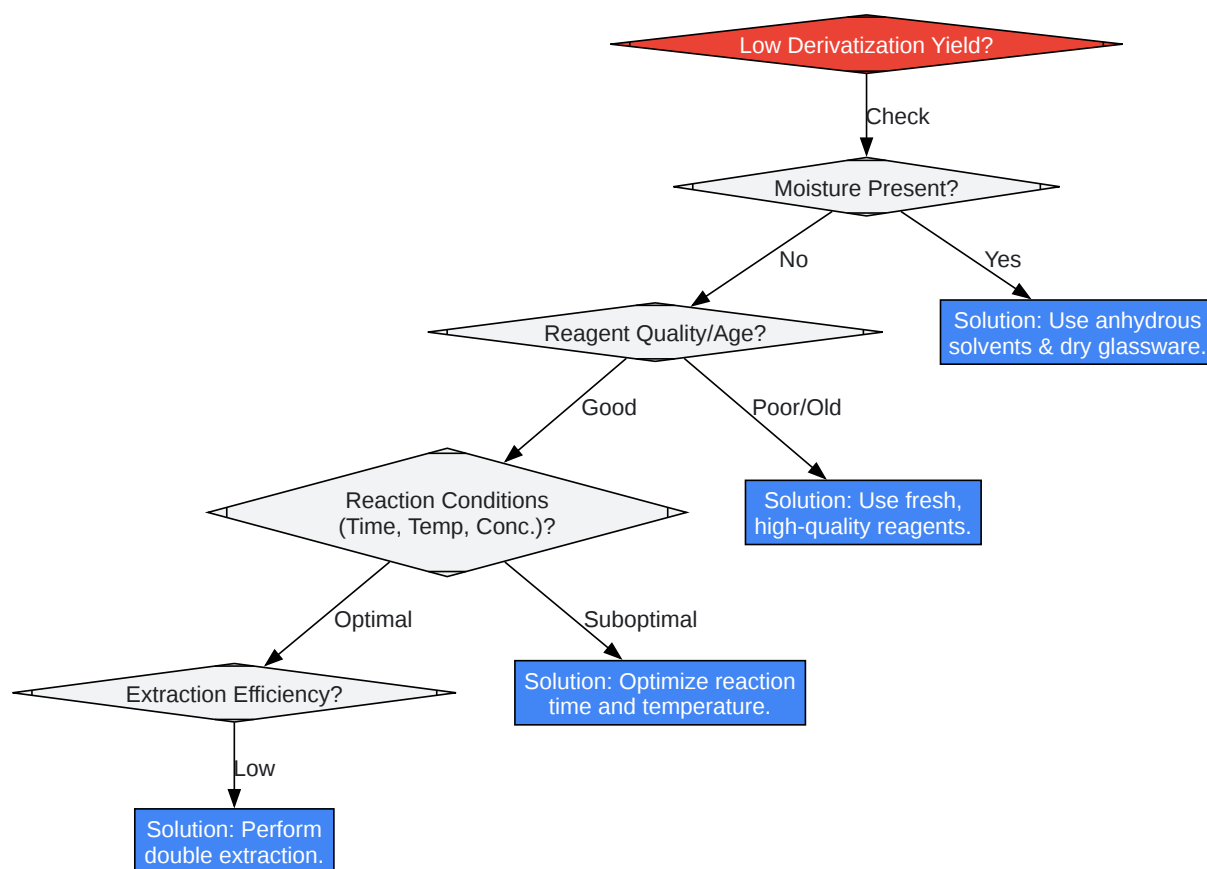 Low Derivatization Yield?
Check
Moisture Present?
No
Yes
Reagent Quality/Age?
Solution: Use anhydrous
solvents & dry glassware.
Good
Poor/Old
Reaction Conditions
(Time, Temp, Conc.)?
Solution: Use fresh,
high-quality reagents.
Optimal
Suboptimal
Extraction Efficiency?
Solution: Optimize reaction
time and temperature.
Low
Solution: Perform
double extraction.